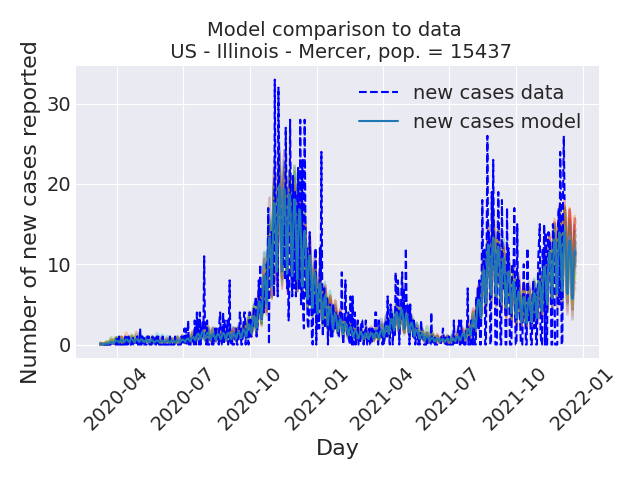 Model comparison to data
US - Illinois - Mercer, pop. = 15437
Number of new cases reported
30
20
10
0
new cases data
new cases model
2020-04
2020-07
2020-10
2021-01
2021-04
2021-07
2021-10
2022-01
Day